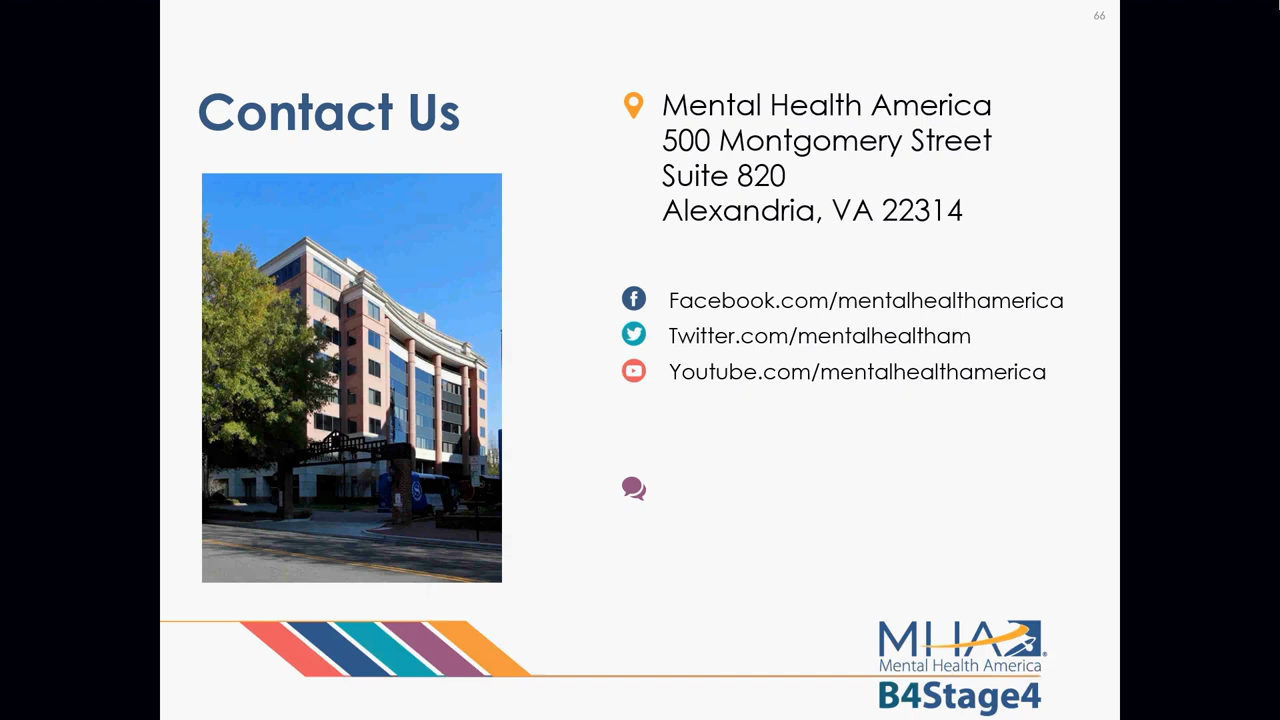 66
Contact Us
Mental Health America
500 Montgomery Street
Suite 820
Alexandria, VA 22314
Facebook.com/mentalhealthamerica
Twitter.com/mentalhealtham
Youtube.com/mentalhealthamerica
MHA®
Mental Health America
B4Stage4